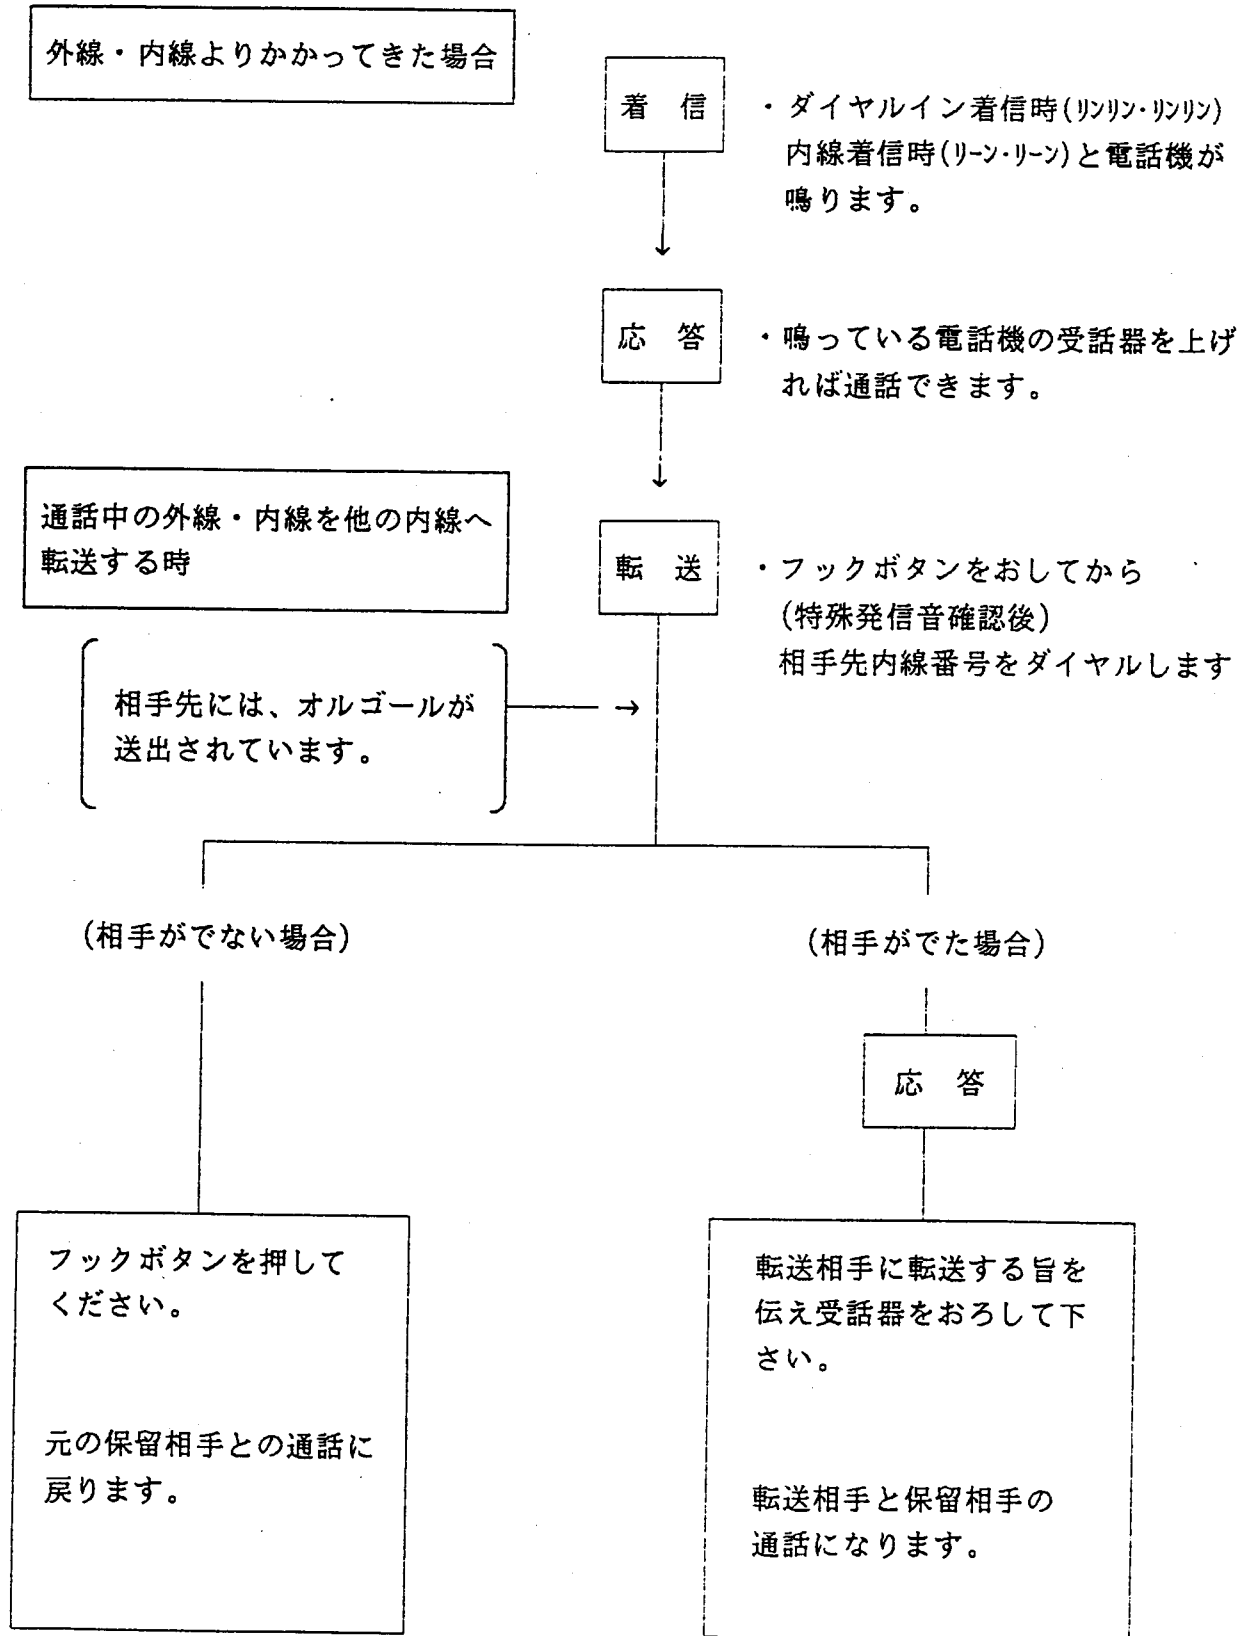 外線・内線よりかかってきた場合
着 信
・ダイヤルイン着信時(ﾘﾝﾘﾝ･ﾘﾝﾘﾝ)
内線着信時(ﾘｰﾝ･ﾘｰﾝ)と電話機が
鳴ります。
応 答
・鳴っている電話機の受話器を上げ
れば通話できます。
通話中の外線・内線を他の内線へ
転送する時
転 送
・フックボタンをおしてから
(特殊発信音確認後)
相手先内線番号をダイヤルします
相手先には、オルゴールが
送出されています。
(相手がでない場合)
(相手がでた場合)
応 答
フックボタンを押して
ください。
元の保留相手との通話に
戻ります。
転送相手に転送する旨を
伝え受話器をおろして下
さい。
転送相手と保留相手の
通話になります。